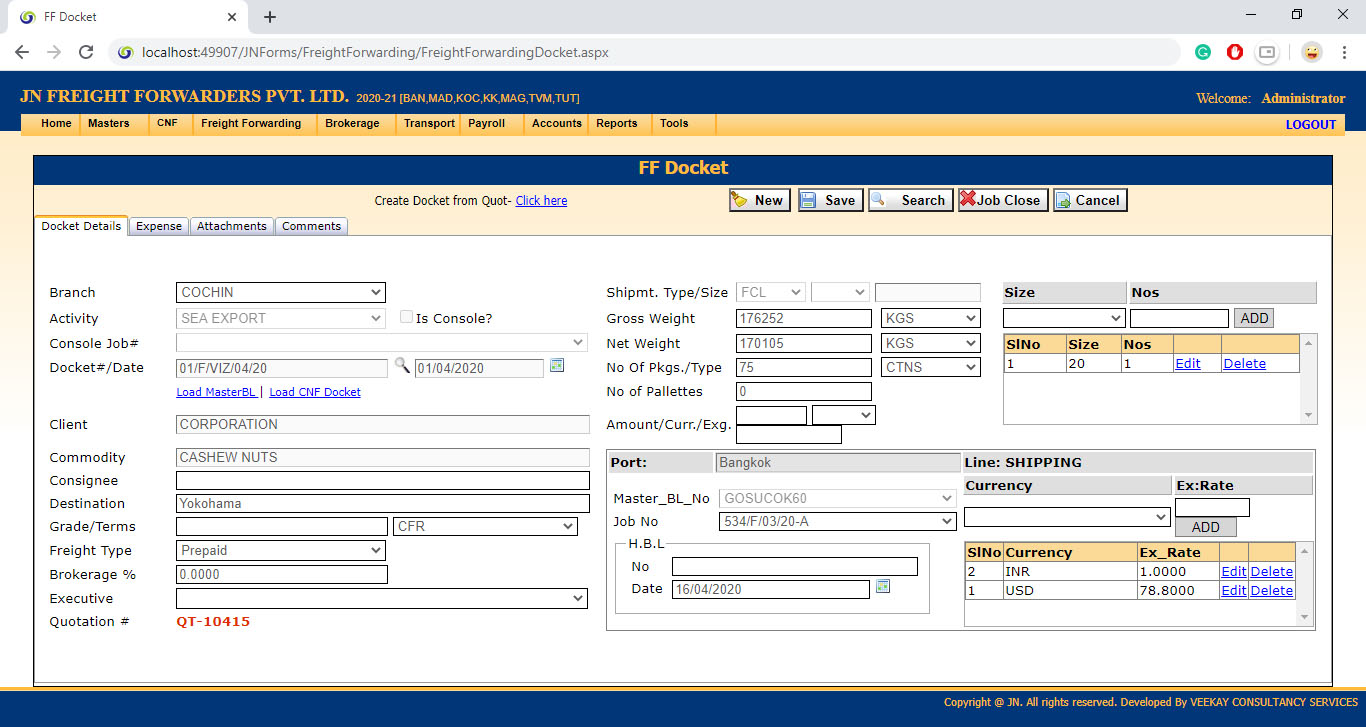 FF Docket
localhost:49907/JNForms/FreightForwarding/FreightForwardingDocket.aspx
JN FREIGHT FORWARDERS PVT. LTD. 2020-21 [BAN,MAD,KOC,KK,MAG,TVM,TUT]
Welcome: Administrator
Home Masters CNF Freight Forwarding Brokerage Transport Payroll Accounts Reports Tools LOGOUT
FF Docket
Create Docket from Quot- Click here
New Save Search Job Close Cancel
Docket Details Expense Attachments Comments
Branch COCHIN
Activity SEA EXPORT Is Console?
Console Job#
Docket#/Date 01/F/VIZ/04/20 01/04/2020
Load MasterBL | Load CNF Docket
Client CORPORATION
Commodity CASHEW NUTS
Consignee
Destination Yokohama
Grade/Terms CFR
Freight Type Prepaid
Brokerage % 0.0000
Executive
Quotation # QT-10415
Shipmt. Type/Size FCL
Gross Weight 176252 KGS
Net Weight 170105 KGS
No Of Pkgs./Type 75 CTNS
No of Pallettes 0
Amount/Curr./Exg.
Size Nos
ADD
SlNo Size Nos
1 20 1 Edit Delete
Port: Bangkok
Master_BL_No GOSUCOK60
Job No 534/F/03/20-A
H.B.L
No
Date 16/04/2020
Line: SHIPPING
Currency Ex:Rate
ADD
SlNo Currency Ex_Rate
2 INR 1.0000 Edit Delete
1 USD 78.8000 Edit Delete
Copyright @ JN. All rights reserved. Developed By VEEKAY CONSULTANCY SERVICES